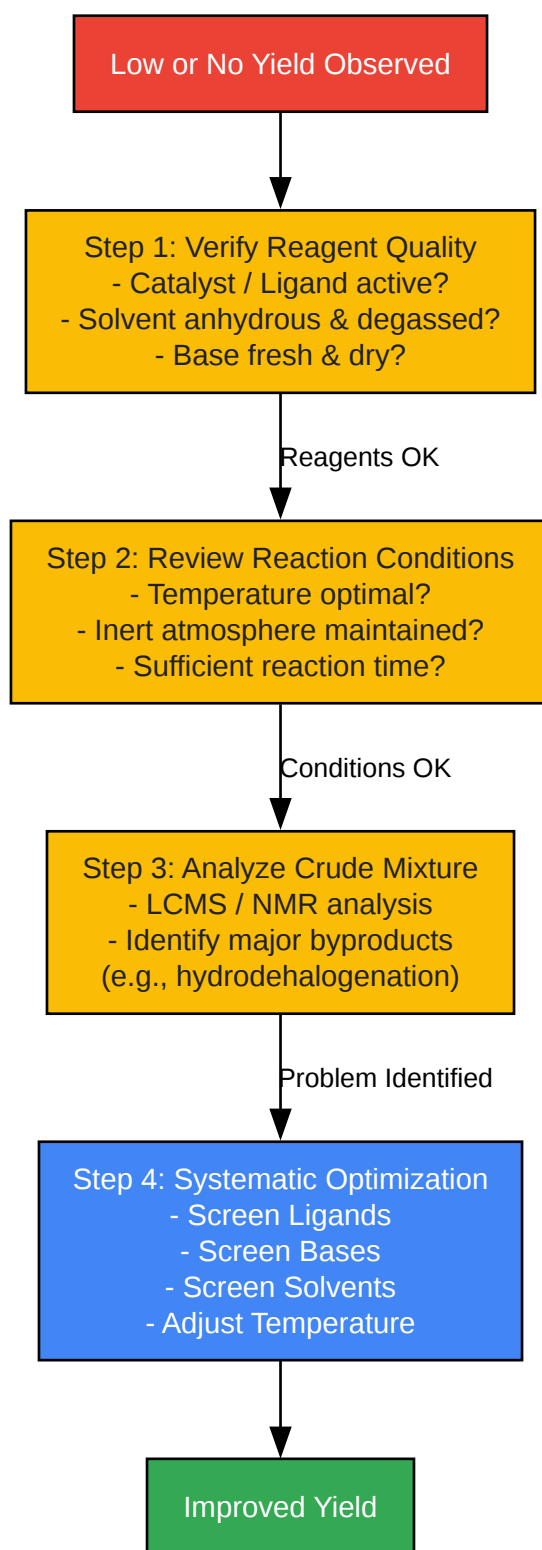 Low or No Yield Observed
Step 1: Verify Reagent Quality
- Catalyst / Ligand active?
- Solvent anhydrous & degassed?
- Base fresh & dry?
Reagents OK
Step 2: Review Reaction Conditions
- Temperature optimal?
- Inert atmosphere maintained?
- Sufficient reaction time?
Conditions OK
Step 3: Analyze Crude Mixture
- LCMS / NMR analysis
- Identify major byproducts
(e.g., hydrodehalogenation)
Problem Identified
Step 4: Systematic Optimization
- Screen Ligands
- Screen Bases
- Screen Solvents
- Adjust Temperature
Improved Yield